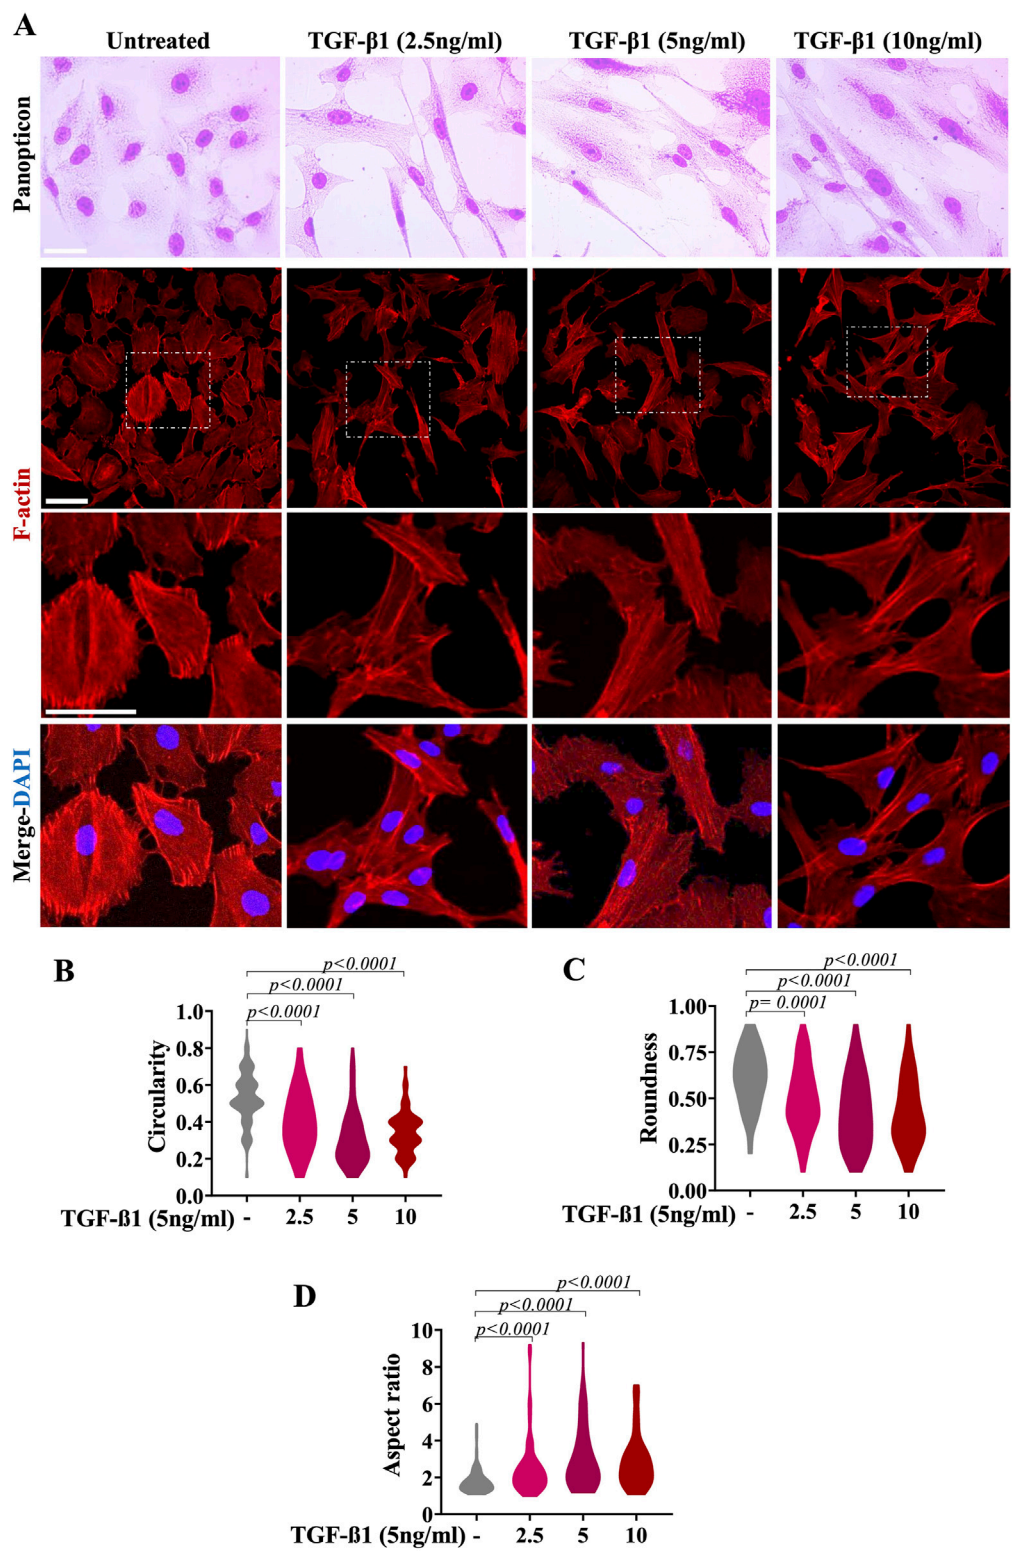 A
Untreated
TGF-β1 (2.5ng/ml)
TGF-β1 (5ng/ml)
TGF-β1 (10ng/ml)
Panopticon
F-actin
Merge-DAPI
B
p<0.0001
p<0.0001
p<0.0001
Circularity
1.0
0.8
0.6
0.4
0.2
0.0
TGF-ß1 (5ng/ml) - 2.5 5 10
C
p<0.0001
p<0.0001
p= 0.0001
Roundness
1.00
0.75
0.50
0.25
0.00
TGF-ß1 (5ng/ml) - 2.5 5 10
D
p<0.0001
p<0.0001
p<0.0001
Aspect ratio
10
8
6
4
2
0
TGF-ß1 (5ng/ml) - 2.5 5 10